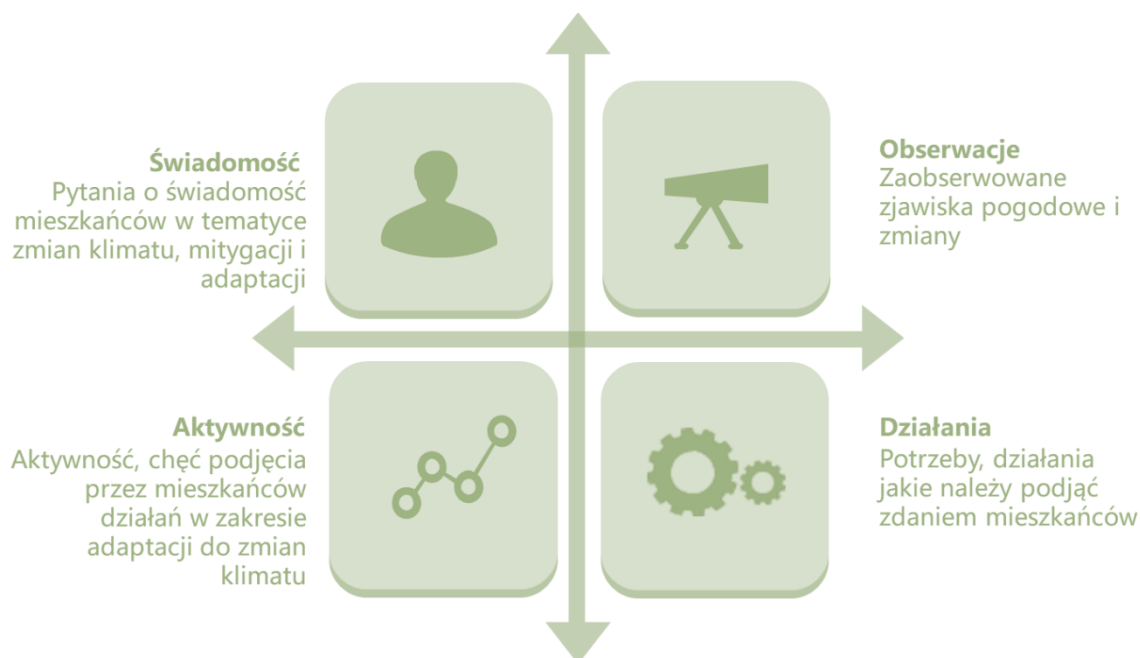 Świadomość
Pytania o świadomość
mieszkańców w tematyce
zmian klimatu, mitygacji i
adaptacji
Obserwacje
Zaobserwowane
zjawiska pogodowe i
zmiany
Aktywność
Aktywność, chęć podjęcia
przez mieszkańców
działań w zakresie
adaptacji do zmian
klimatu
Działania
Potrzeby, działania
jakie należy podjąć
zdaniem mieszkańców